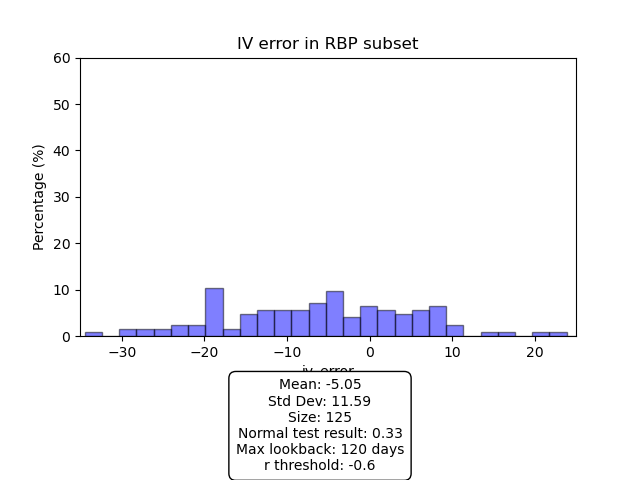 IV error in RBP subset
60
50
40
30
20
10
0
Percentage (%)
−30
−20
−10
0
10
20
iv_error
Mean: -5.05
Std Dev: 11.59
Size: 125
Normal test result: 0.33
Max lookback: 120 days
r threshold: -0.6